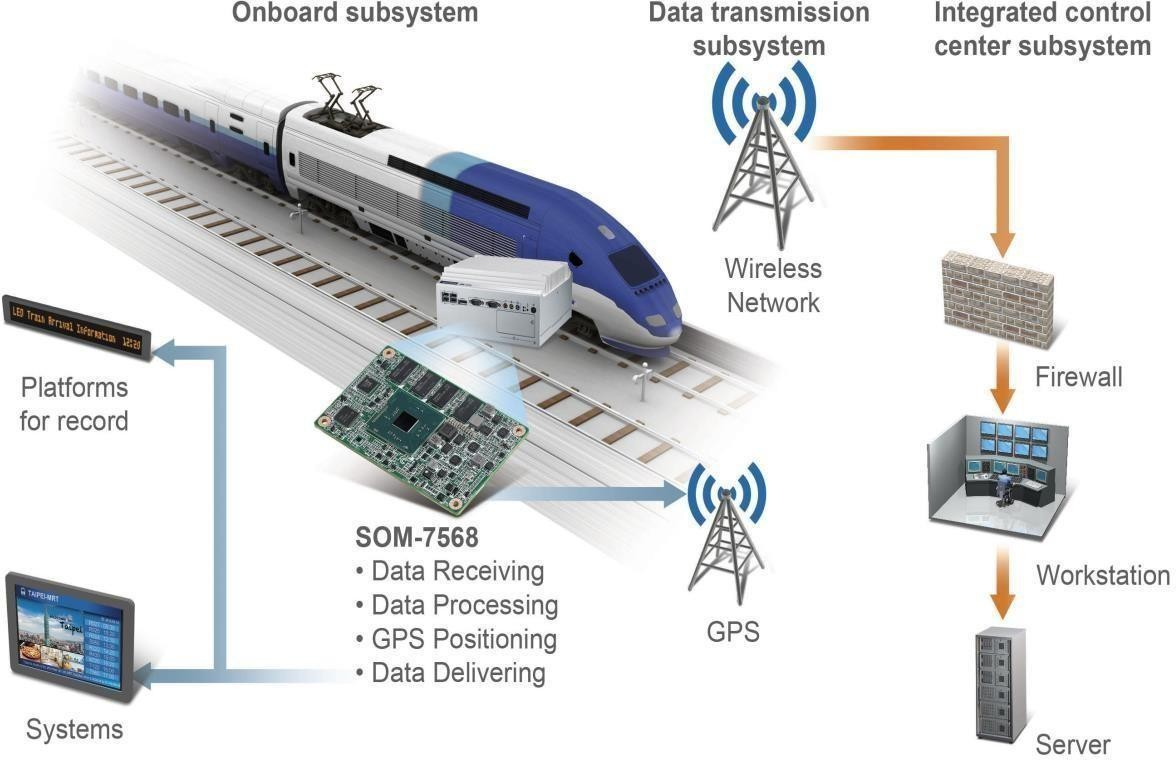 Onboard subsystem
Data transmission
subsystem
Integrated control
center subsystem
Wireless
Network
Firewall
LED Train Arrival Information 12:20
Platforms
for record
SOM-7568
• Data Receiving
• Data Processing
• GPS Positioning
• Data Delivering
GPS
Workstation
TAIPEI-MRT
Taipei
Systems
Server